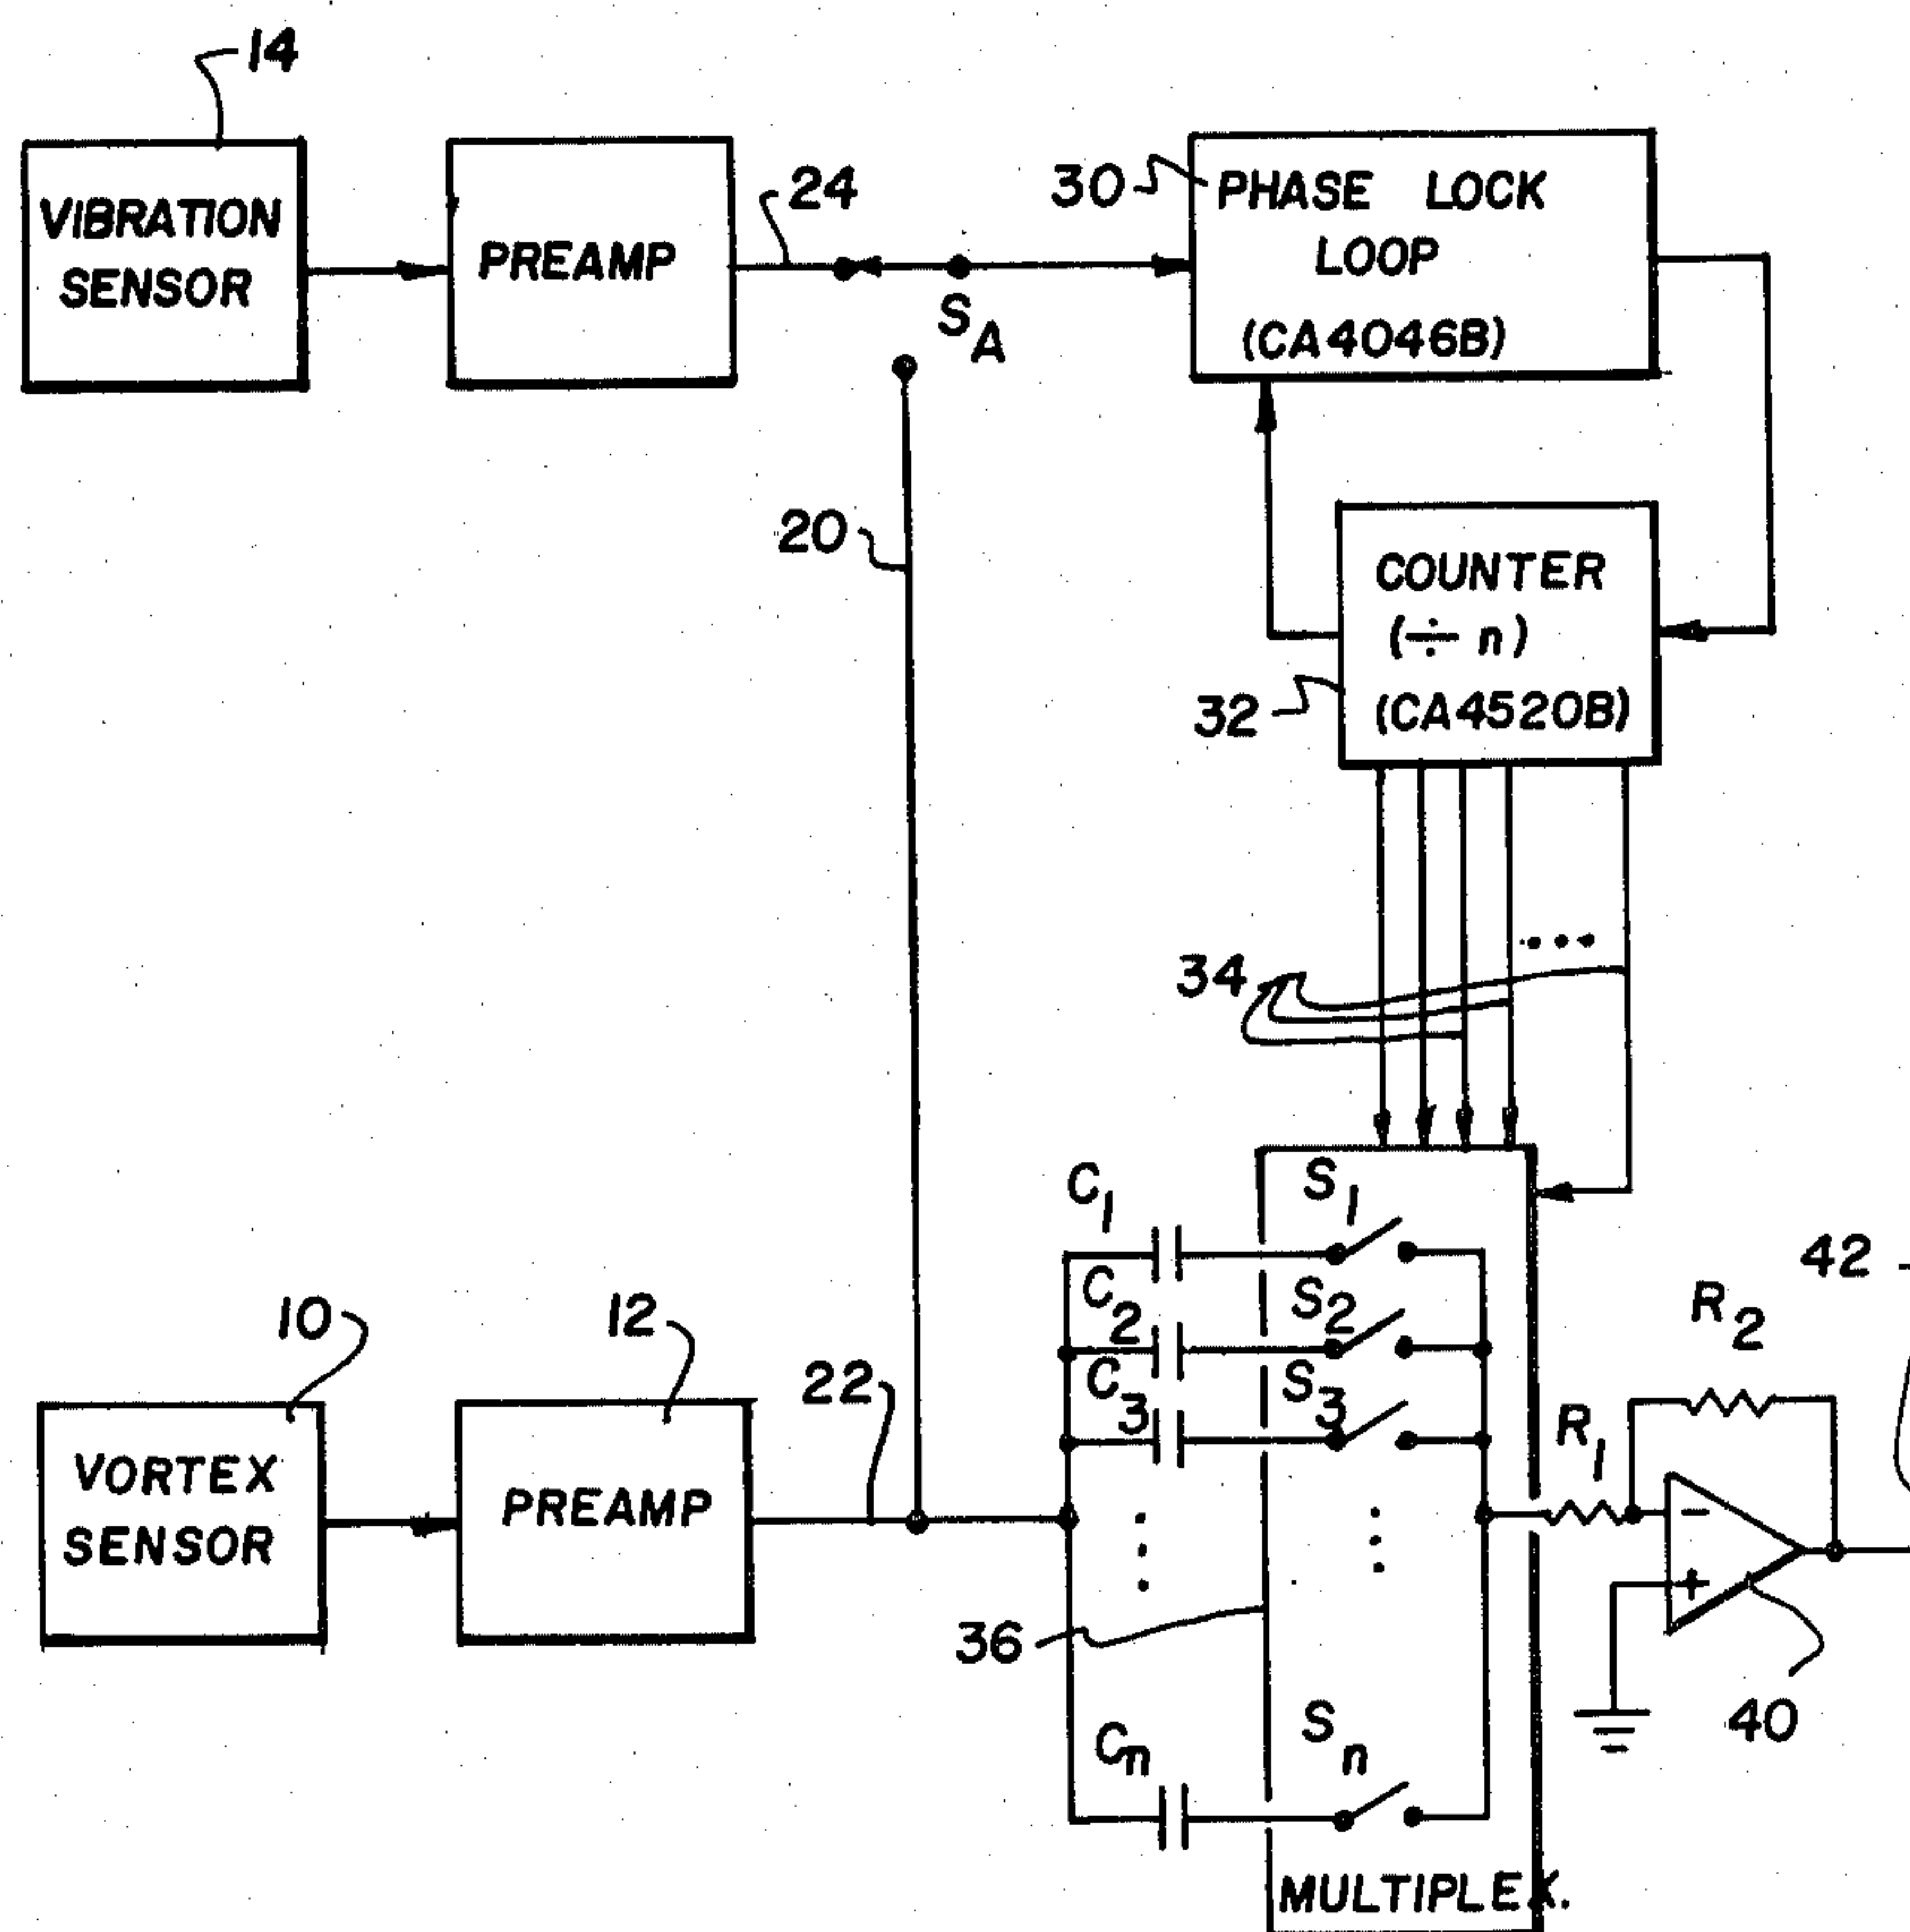 14
VIBRATION
SENSOR
PREAMP
24
S A
30
PHASE LOCK
LOOP
(CA4046B)
20
COUNTER
(÷ n)
32
(CA4520B)
...
34
C1
S1
C2
S2
C3
S3
42
R2
R1
10
12
22
VORTEX
SENSOR
PREAMP
-
+
36
40
Cn
Sn
MULTIPLEX.